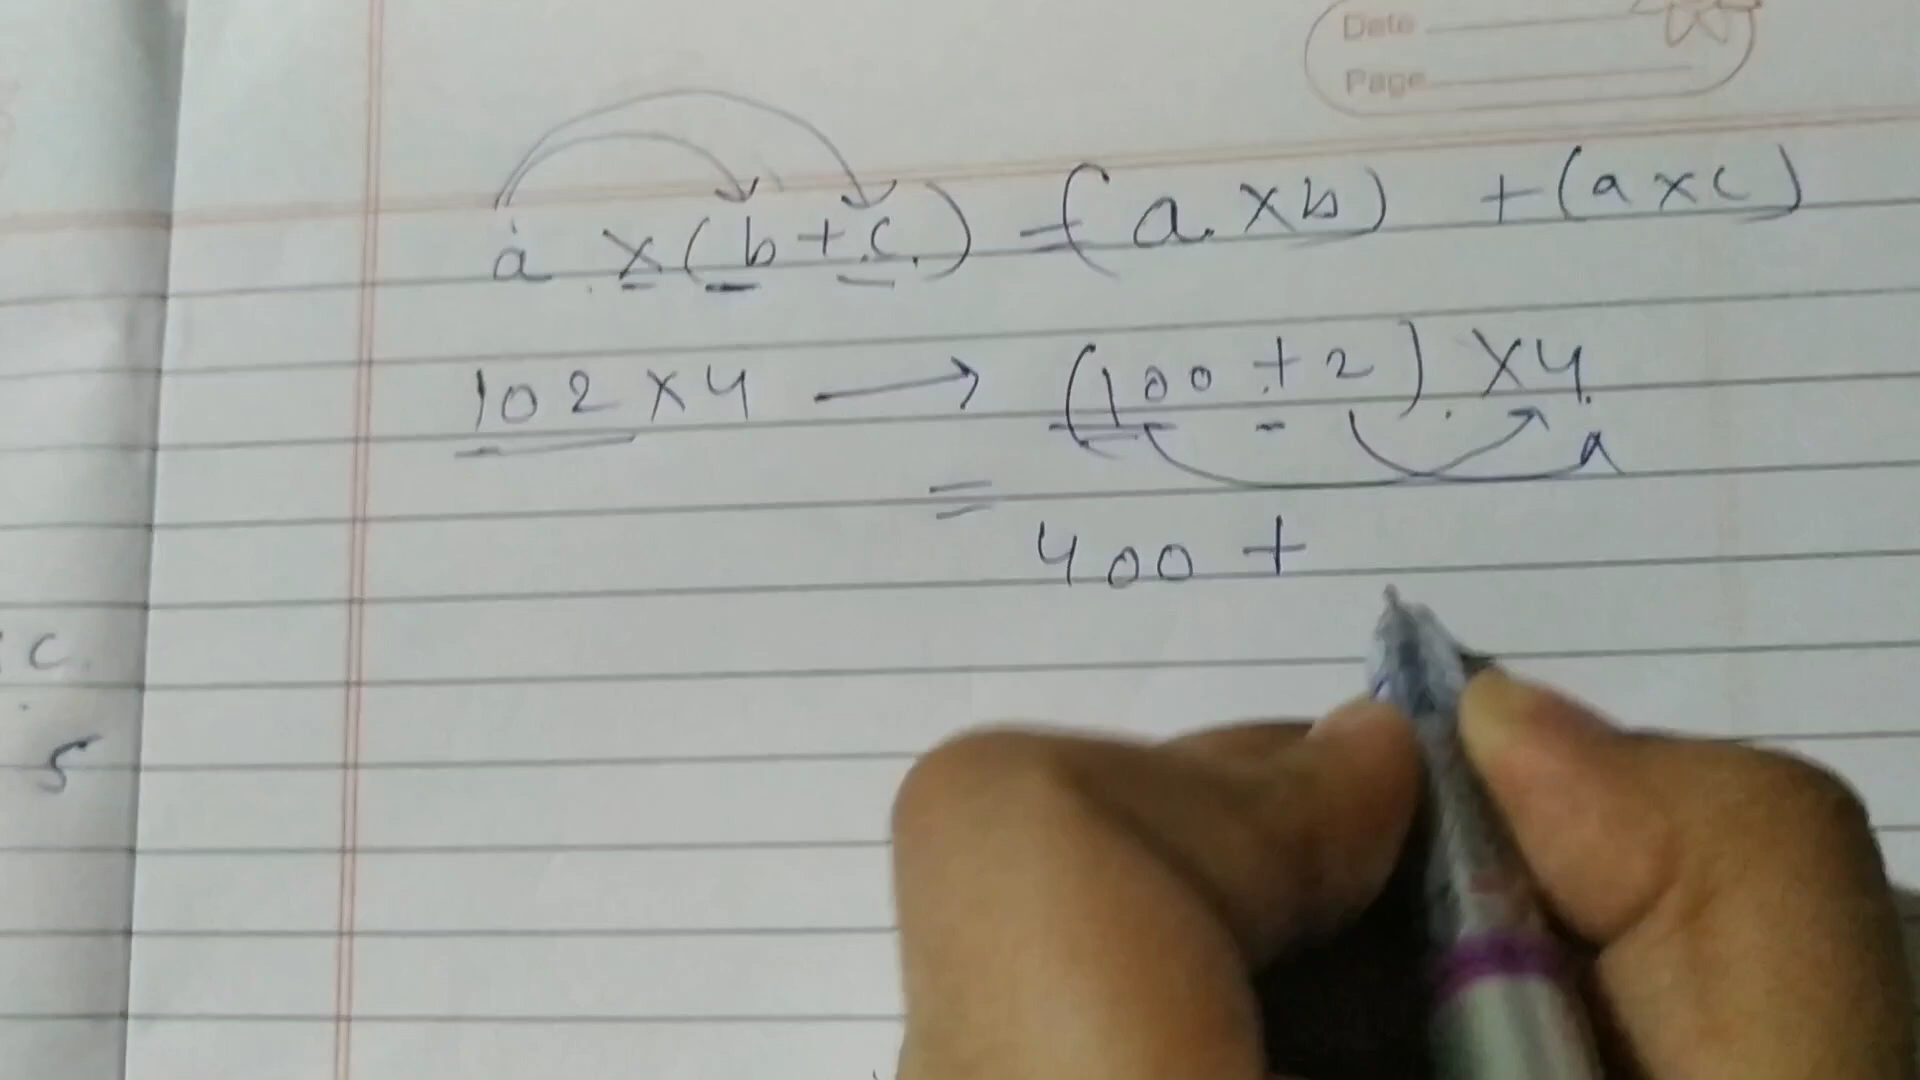 Date
Page
a × (b + c) = (a × b) + (a × c)
102 × 4 → (100 + 2) × 4
= 400 +
c.
5